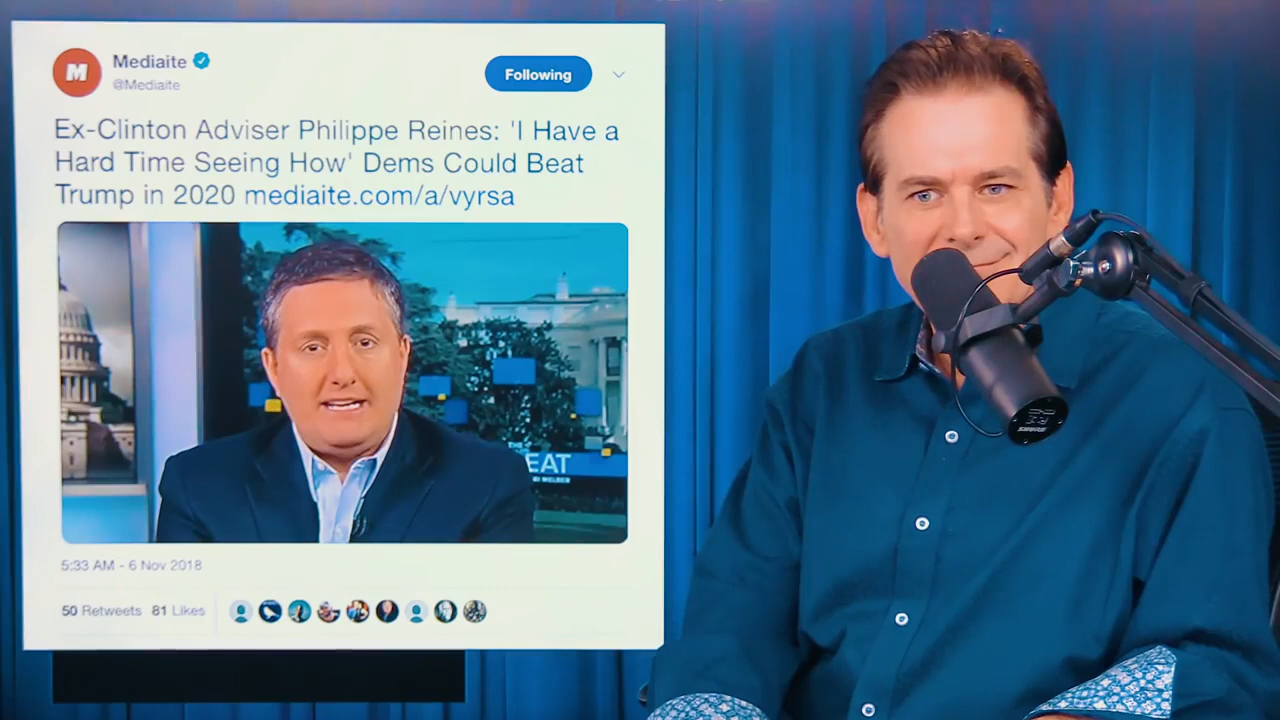 M
Mediaite
@Mediaite
Following
Ex-Clinton Adviser Philippe Reines: 'I Have a
Hard Time Seeing How' Dems Could Beat
Trump in 2020 mediaite.com/a/vyrsa
EAT
5:33 AM - 6 Nov 2018
50 Retweets 81 Likes